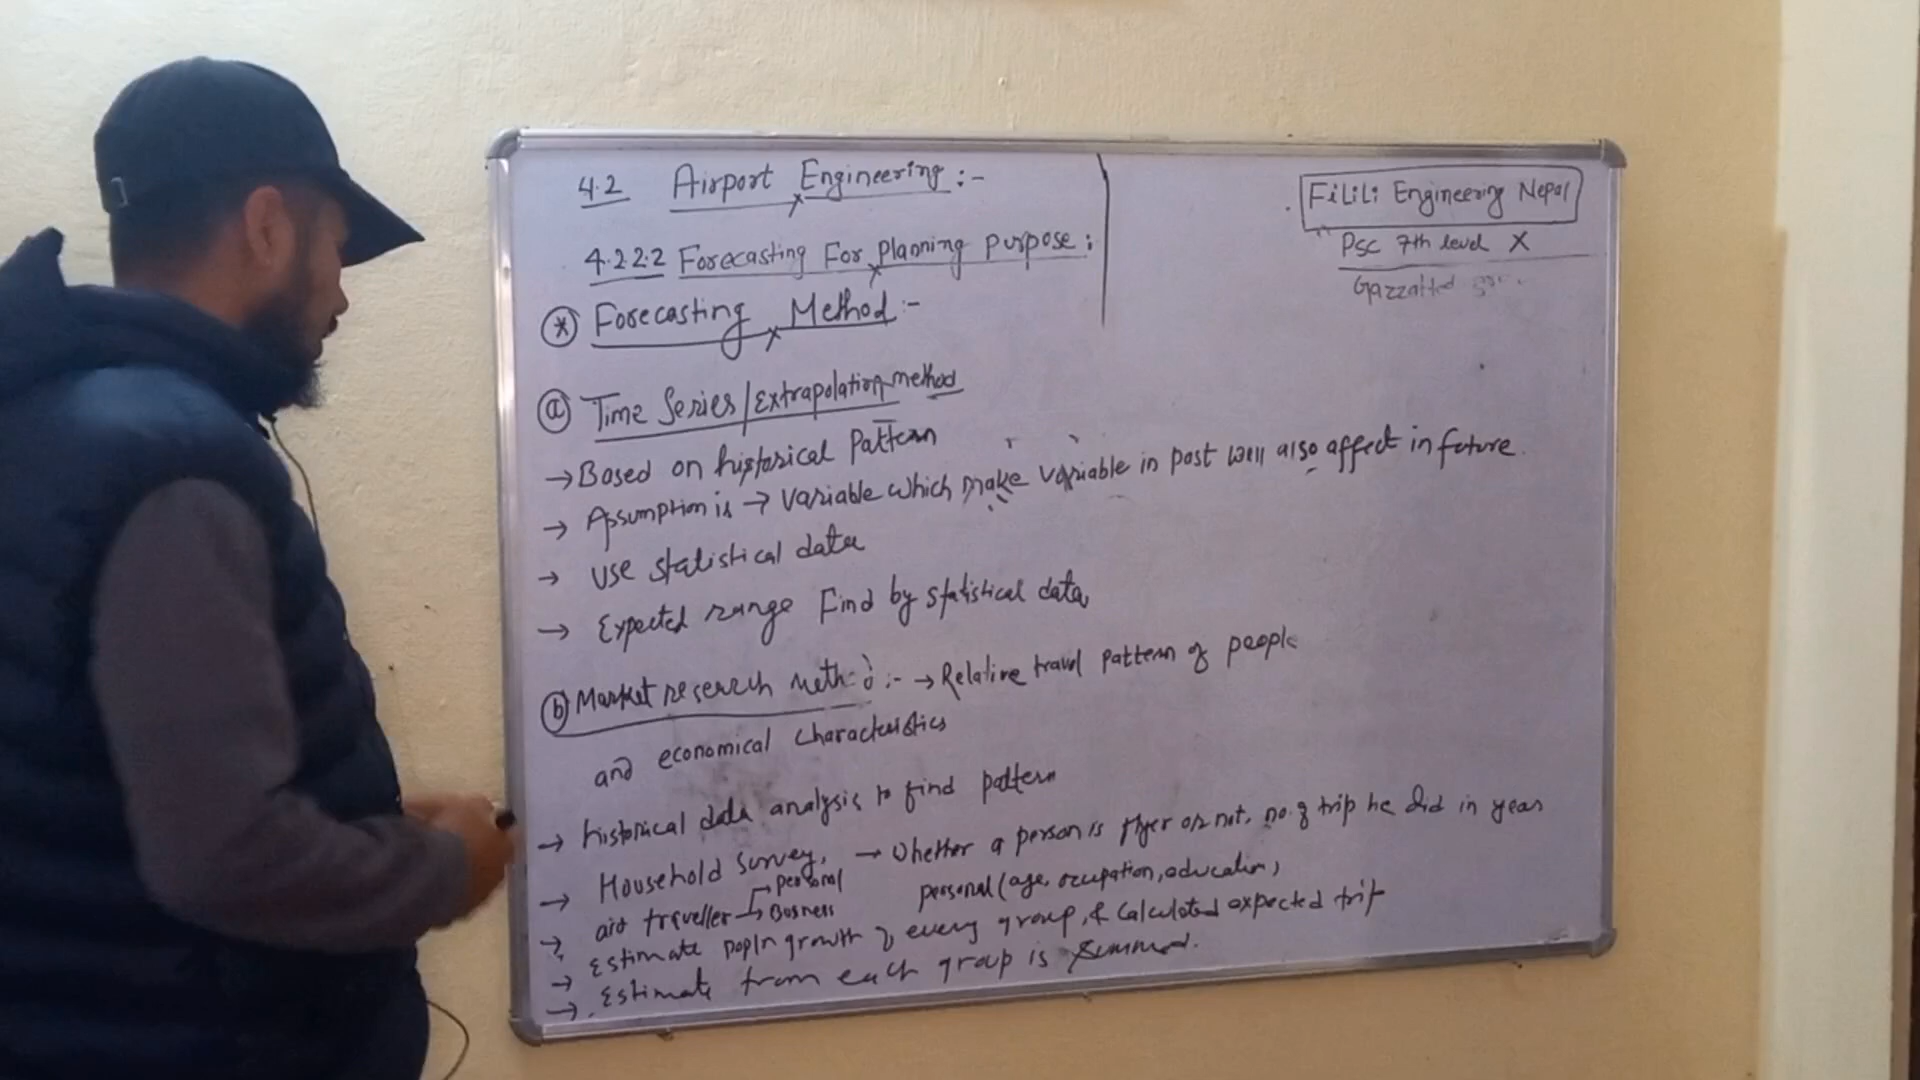 4.2 Airport Engineering :-
4.2.2.2 Forecasting For planning purpose :
* Forecasting Method :-
a Time Series/Extrapolation method
→ Based on historical Pattern
→ Assumption is → variable which make variable in past will also affect in future.
→ use statistical data
→ Expected range Find by statistical data
b Market research method :- → Relative travel pattern of people
and economical characteristics
→ historical data analysis to find pattern
→ Household survey, → Whether a person is flyer or not, no. of trip he did in year
personal (age, occupation, education)
→ air traveller → personal
→ Busness
→ Estimate popln growth of every group, & calculated expected trip
→ Estimate from each group is summed.
FiLiLi Engineering Nepal
PSC 7th level X
Gazzatted